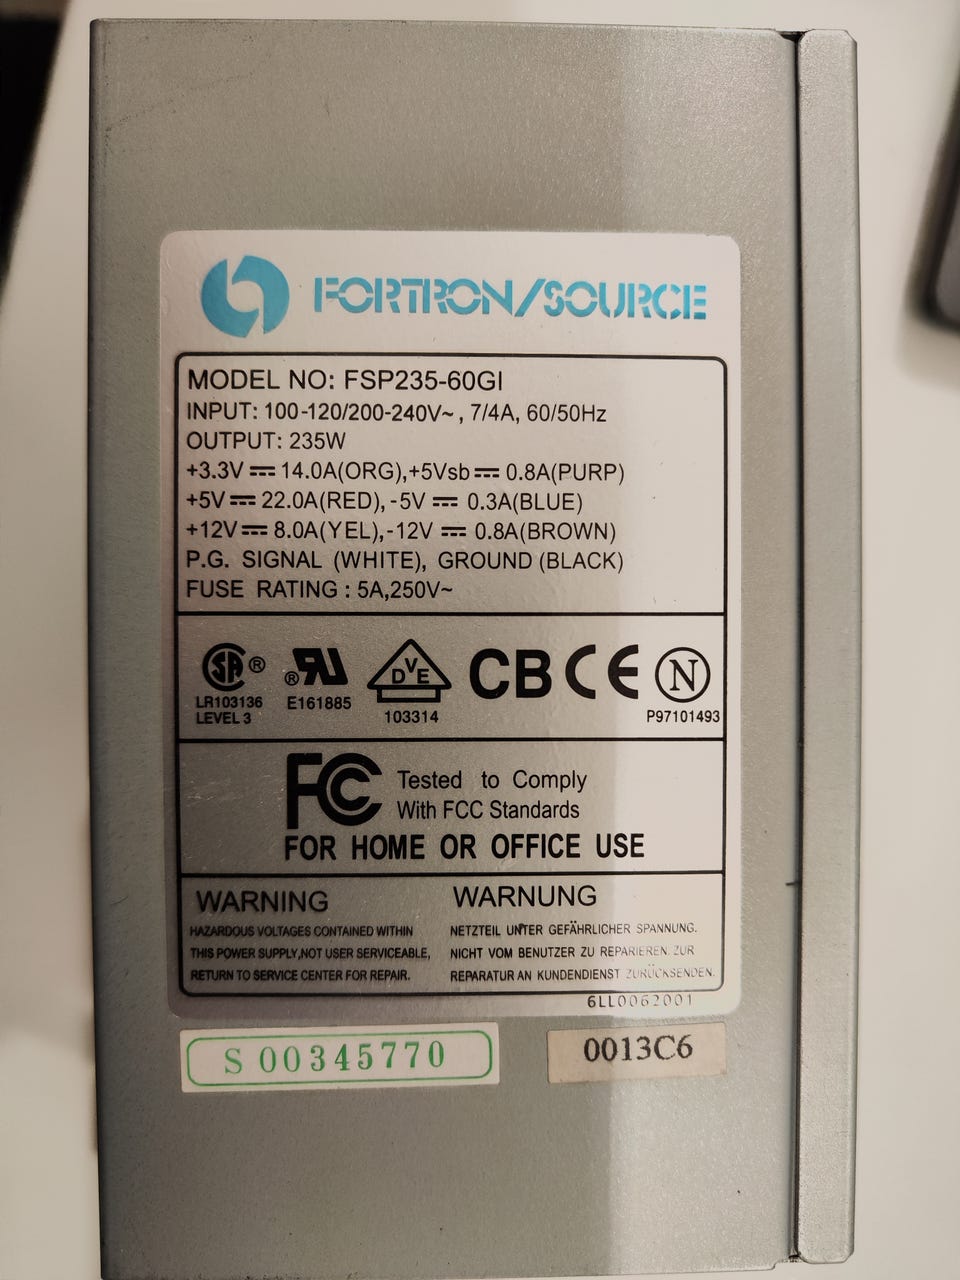 FORTRON/SOURCE
MODEL NO: FSP235-60GI
INPUT: 100-120/200-240V~, 7/4A, 60/50Hz
OUTPUT: 235W
+3.3V⎓14.0A(ORG),+5Vsb⎓0.8A(PURP)
+5V⎓22.0A(RED),-5V⎓0.3A(BLUE)
+12V⎓8.0A(YEL),-12V⎓0.8A(BROWN)
P.G. SIGNAL (WHITE), GROUND (BLACK)
FUSE RATING : 5A,250V~
SA ®
LR103136
LEVEL 3
® RU
E161885
DVE
103314
CB CE
N
P97101493
FC Tested to Comply
With FCC Standards
FOR HOME OR OFFICE USE
WARNING
HAZARDOUS VOLTAGES CONTAINED WITHIN
THIS POWER SUPPLY,NOT USER SERVICEABLE,
RETURN TO SERVICE CENTER FOR REPAIR.
WARNUNG
NETZTEIL UNTER GEFÄHRLICHER SPANNUNG.
NICHT VOM BENUTZER ZU REPARIEREN. ZUR
REPARATUR AN KUNDENDIENST ZURÜCKSENDEN.
6LL0062001
S 00345770
0013C6